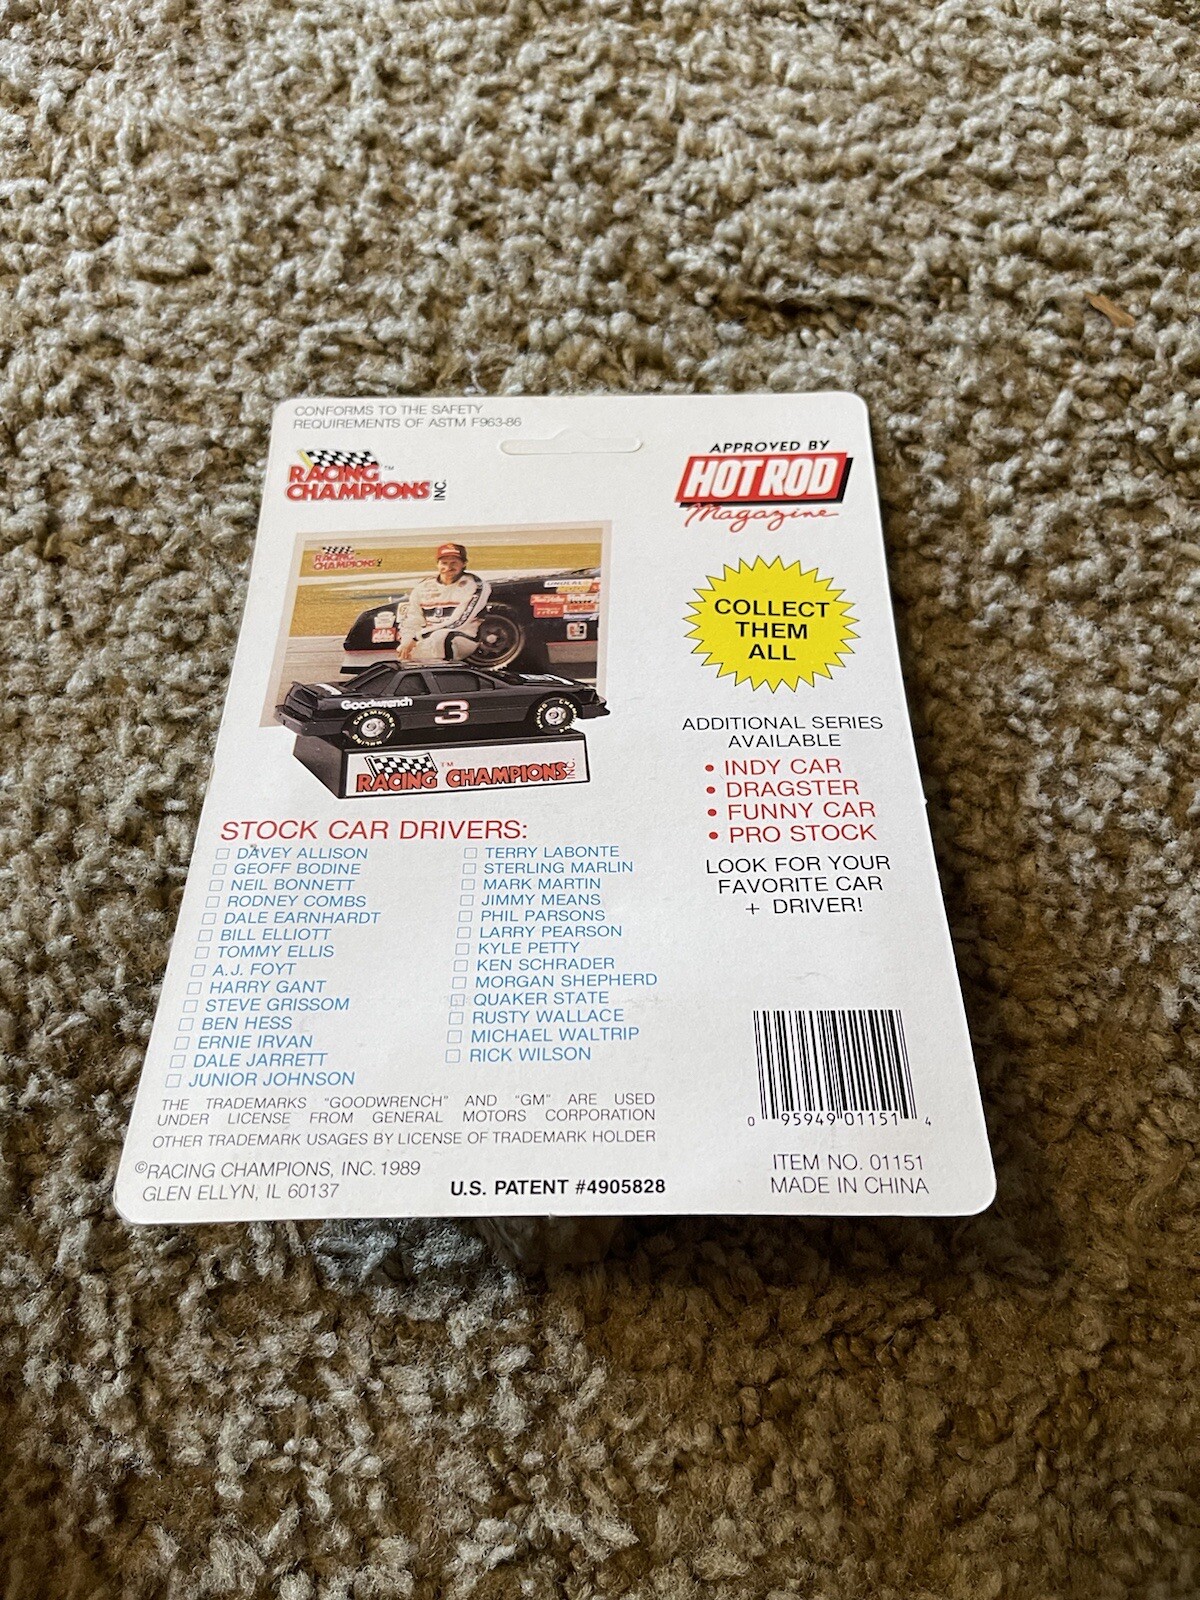 CONFORMS TO THE SAFETY
REQUIREMENTS OF ASTM F963-86
RACING™
CHAMPIONS INC.
APPROVED BY
HOT ROD
Magazine
RACING
CHAMPIONS
Goodwrench
3
RACING CHAMPIONS INC.
™
COLLECT
THEM
ALL
ADDITIONAL SERIES
AVAILABLE
• INDY CAR
• DRAGSTER
• FUNNY CAR
• PRO STOCK
LOOK FOR YOUR
FAVORITE CAR
+ DRIVER!
STOCK CAR DRIVERS:
DAVEY ALLISON
GEOFF BODINE
NEIL BONNETT
RODNEY COMBS
DALE EARNHARDT
BILL ELLIOTT
TOMMY ELLIS
A.J. FOYT
HARRY GANT
STEVE GRISSOM
BEN HESS
ERNIE IRVAN
DALE JARRETT
JUNIOR JOHNSON
TERRY LABONTE
STERLING MARLIN
MARK MARTIN
JIMMY MEANS
PHIL PARSONS
LARRY PEARSON
KYLE PETTY
KEN SCHRADER
MORGAN SHEPHERD
QUAKER STATE
RUSTY WALLACE
MICHAEL WALTRIP
RICK WILSON
THE TRADEMARKS "GOODWRENCH" AND "GM" ARE USED
UNDER LICENSE FROM GENERAL MOTORS CORPORATION
OTHER TRADEMARK USAGES BY LICENSE OF TRADEMARK HOLDER
©RACING CHAMPIONS, INC. 1989
GLEN ELLYN, IL 60137
U.S. PATENT #4905828
0 95949 01151 4
ITEM NO. 01151
MADE IN CHINA